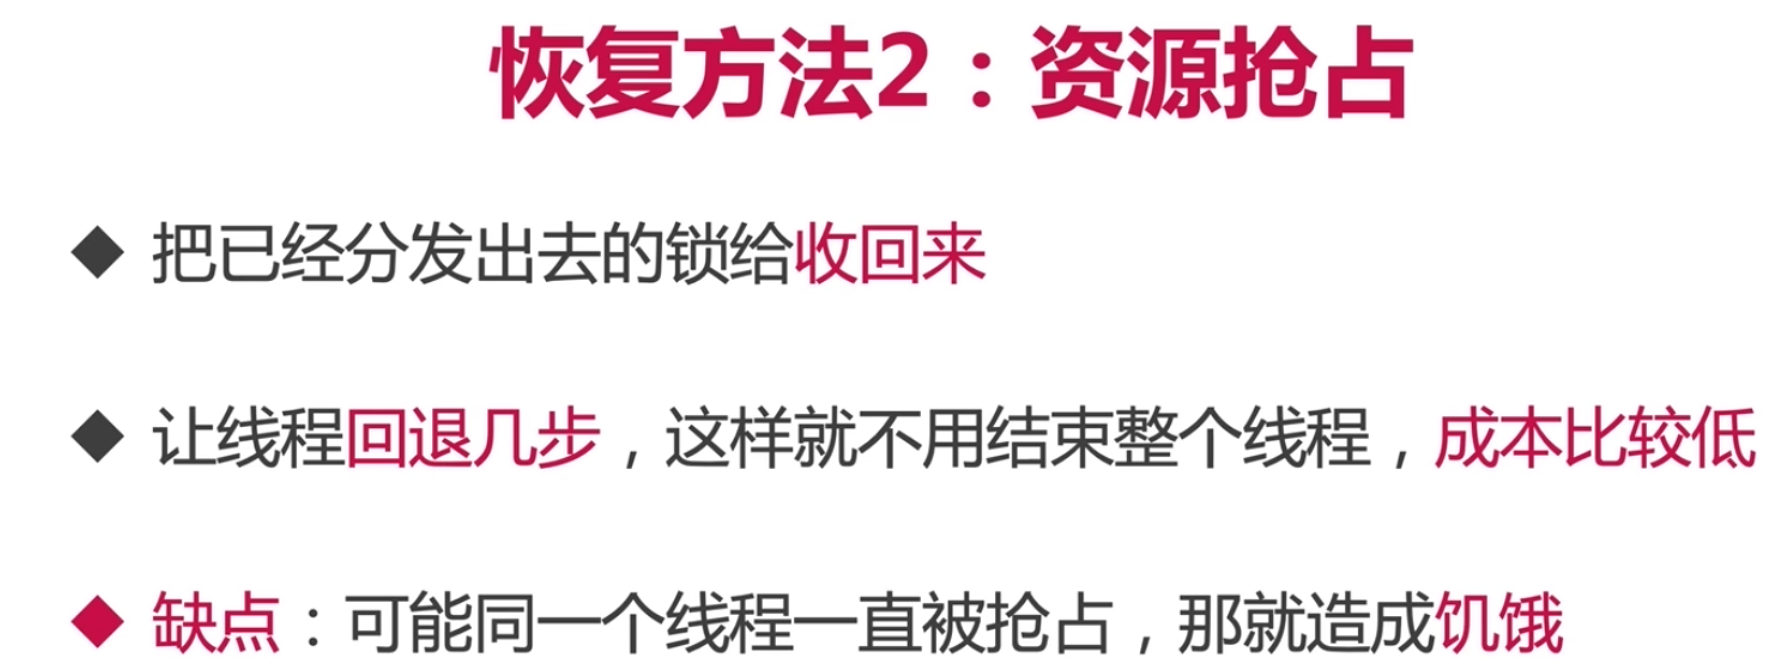 恢复方法2：资源抢占
◆ 把已经分发出去的锁给收回来
◆ 让线程回退几步，这样就不用结束整个线程，成本比较低
◆ 缺点：可能同一个线程一直被抢占，那就造成饥饿